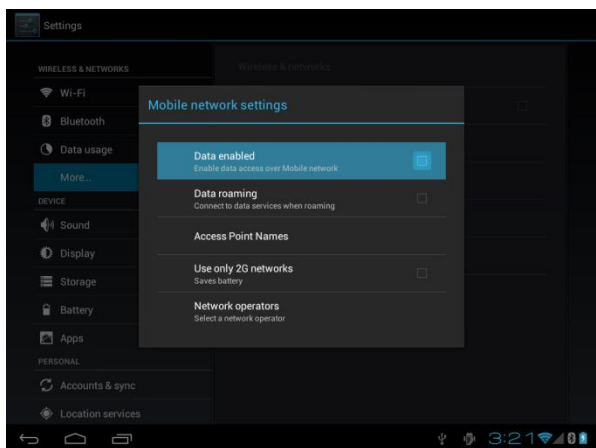 Settings
WIRELESS & NETWORKS
Wireless & networks
Wi-Fi
Bluetooth
Data usage
More...
DEVICE
Sound
Display
Storage
Battery
Apps
PERSONAL
Accounts & sync
Location services
Mobile network settings
Data enabled
Enable data access over Mobile network
Data roaming
Connect to data services when roaming
Access Point Names
Use only 2G networks
Saves battery
Network operators
Select a network operator
3:21